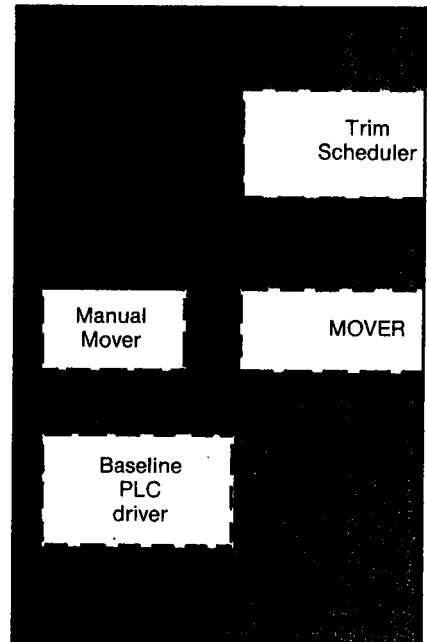 Trim
Scheduler
Manual
Mover
MOVER
Baseline
PLC
driver